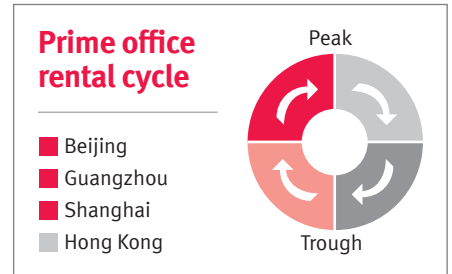 Prime office
rental cycle
Beijing
Guangzhou
Shanghai
Hong Kong
Peak
Trough